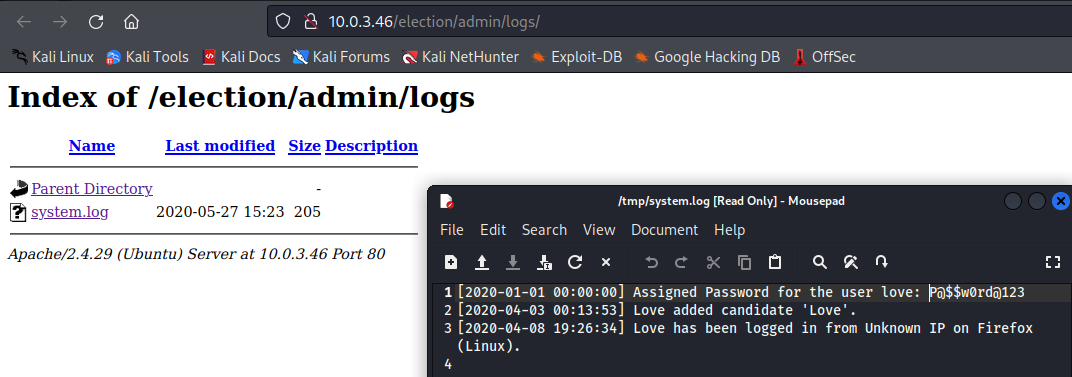 10.0.3.46/election/admin/logs/
Kali Linux Kali Tools Kali Docs Kali Forums Kali NetHunter Exploit-DB Google Hacking DB OffSec
Index of /election/admin/logs
Name Last modified Size Description
Parent Directory -
system.log 2020-05-27 15:23 205
Apache/2.4.29 (Ubuntu) Server at 10.0.3.46 Port 80
/tmp/system.log [Read Only] - Mousepad
File Edit Search View Document Help
1 [2020-01-01 00:00:00] Assigned Password for the user love: P@$$w0rd@123
2 [2020-04-03 00:13:53] Love added candidate 'Love'.
3 [2020-04-08 19:26:34] Love has been logged in from Unknown IP on Firefox
(Linux).
4